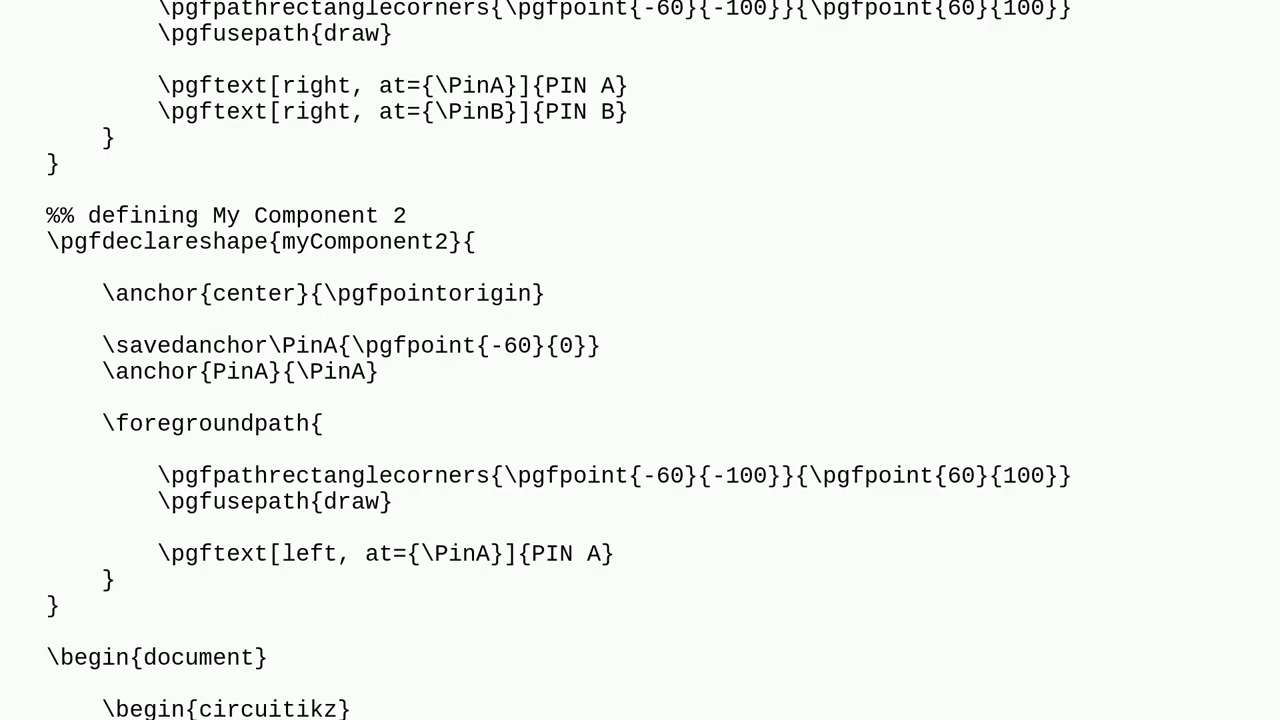 \pgfpathrectanglecorners{\pgfpoint{-60}{-100}}{\pgfpoint{60}{100}}
\pgfusepath{draw}
\pgftext[right, at={\PinA}]{PIN A}
\pgftext[right, at={\PinB}]{PIN B}
}
}
%% defining My Component 2
\pgfdeclareshape{myComponent2}{
\anchor{center}{\pgfpointorigin}
\savedanchor\PinA{\pgfpoint{-60}{0}}
\anchor{PinA}{\PinA}
\foregroundpath{
\pgfpathrectanglecorners{\pgfpoint{-60}{-100}}{\pgfpoint{60}{100}}
\pgfusepath{draw}
\pgftext[left, at={\PinA}]{PIN A}
}
}
\begin{document}
\begin{circuitikz}